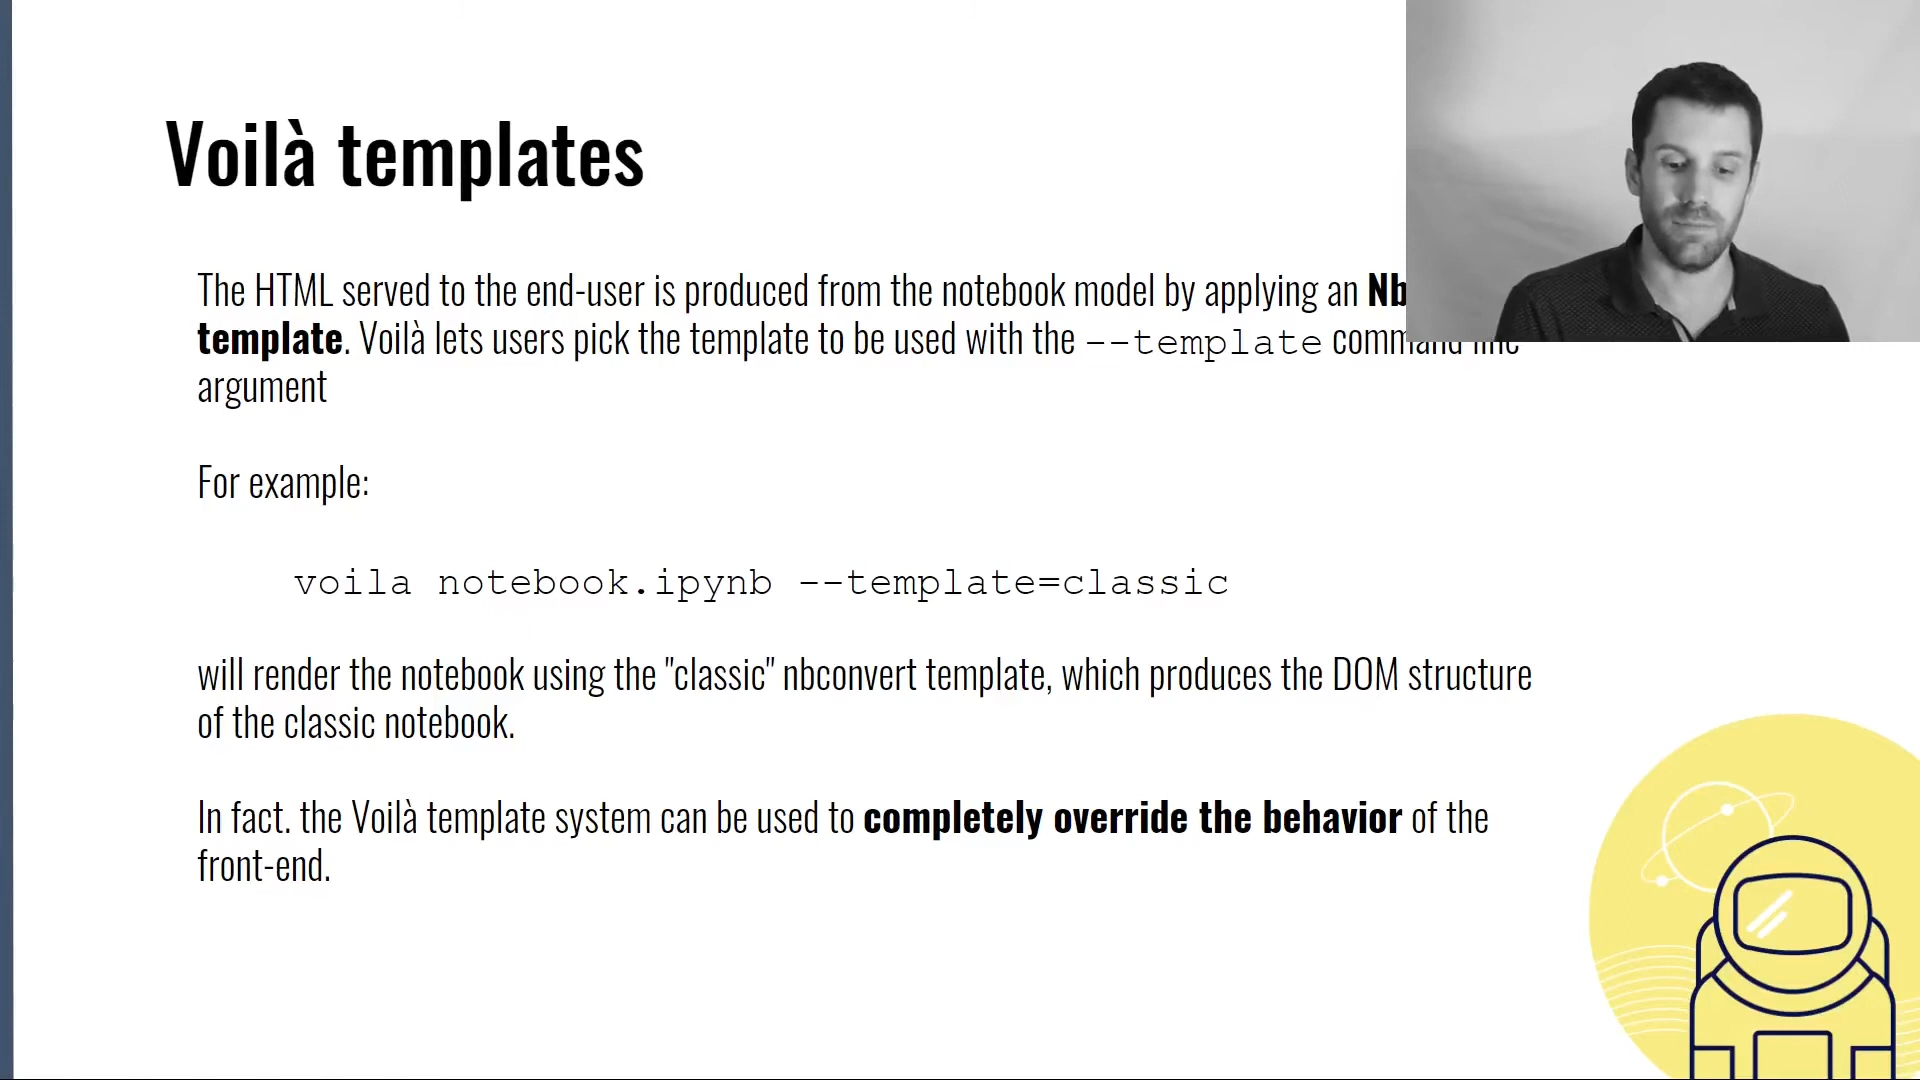 Voilà templates
The HTML served to the end-user is produced from the notebook model by applying an
template. Voilà lets users pick the template to be used with the --template
argument
For example:
voila notebook.ipynb --template=classic
will render the notebook using the "classic" nbconvert template, which produces the DOM structure
of the classic notebook.
In fact. the Voilà template system can be used to completely override the behavior of the
front-end.